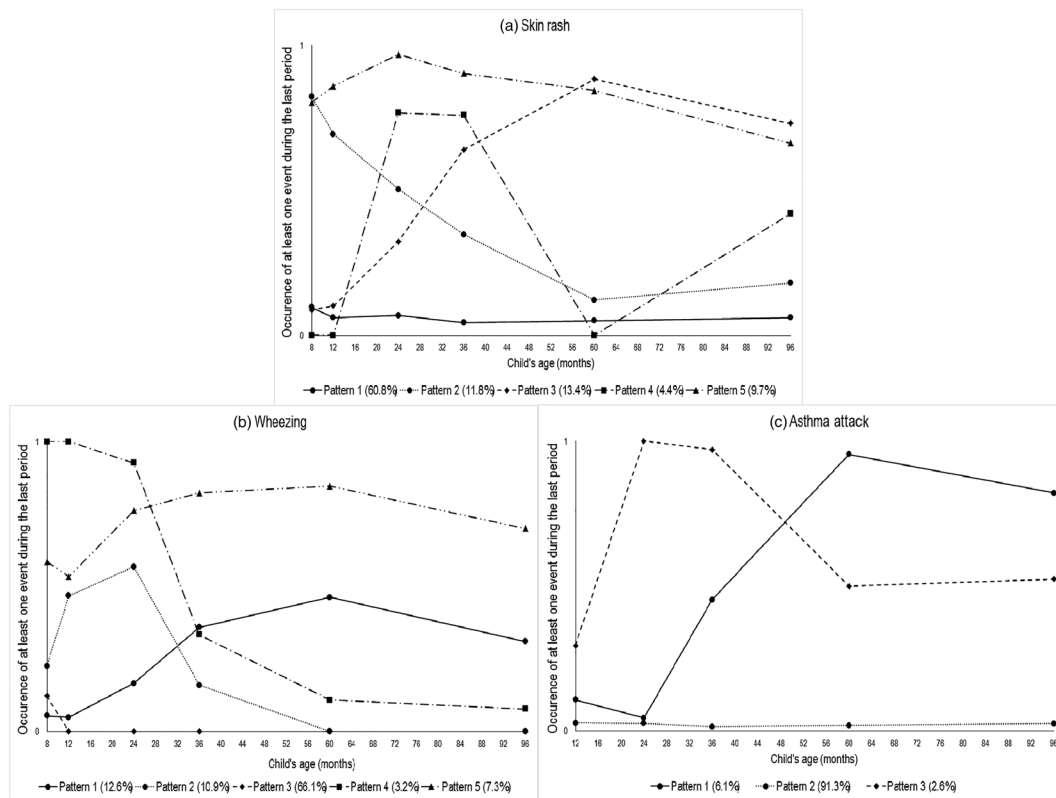 (a) Skin rash
Occurence of at least one event during the last period
1
8 12 16 20 24 28 32 36 40 44 48 52 56 60 64 68 72 76 80 84 88 92 96
Child's age (months)
Pattern 1 (60.8%) Pattern 2 (11.8%) Pattern 3 (13.4%) Pattern 4 (4.4%) Pattern 5 (9.7%)
(b) Wheezing
Occurence of at least one event during the last period
1
0
8 12 16 20 24 28 32 36 40 44 48 52 56 60 64 68 72 76 80 84 88 92 96
Child's age (months)
Pattern 1 (12.6%) Pattern 2 (10.9%) Pattern 3 (66.1%) Pattern 4 (3.2%) Pattern 5 (7.3%)
(c) Asthma attack
Occurence of at least one event during the last period
1
0
12 16 20 24 28 32 36 40 44 48 52 56 60 64 68 72 76 80 84 88 92 96
Child's age (months)
Pattern 1 (6.1%) Pattern 2 (91.3%) Pattern 3 (2.6%)